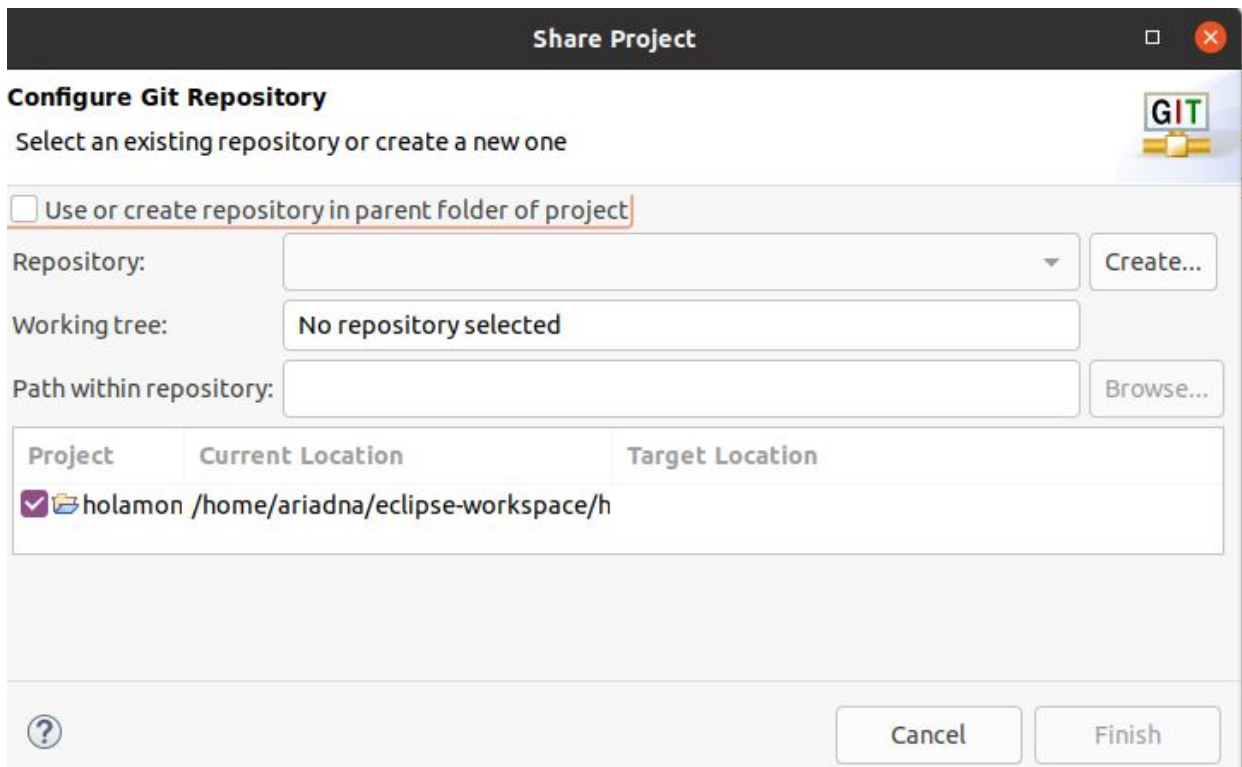 Share Project
Configure Git Repository
Select an existing repository or create a new one
GIT
Use or create repository in parent folder of project
Repository: Create...
Working tree: No repository selected
Path within repository: Browse...
Project Current Location Target Location
holamon /home/ariadna/eclipse-workspace/h
? Cancel Finish